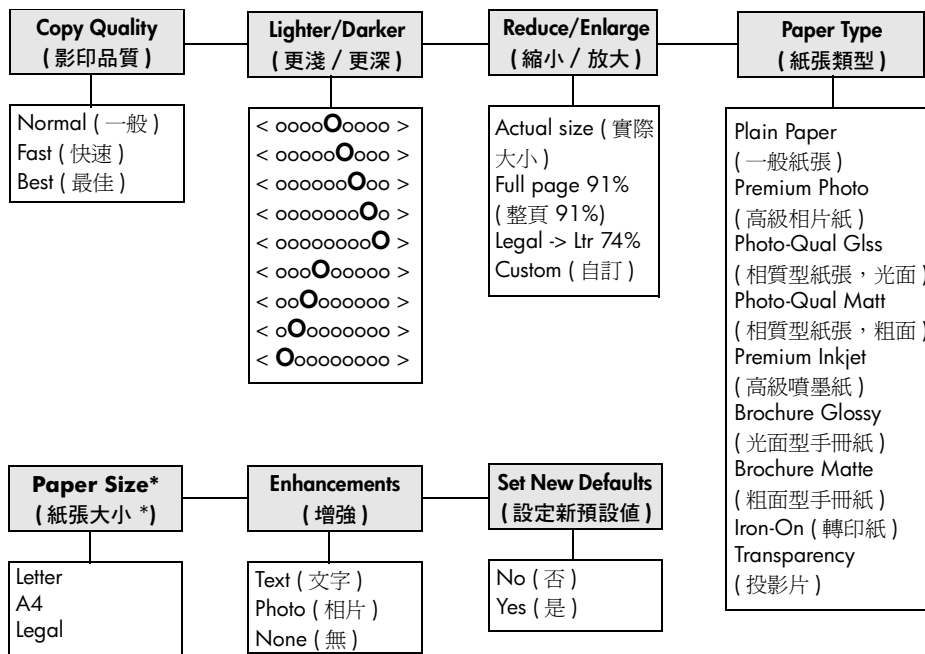 Copy Quality
( 影印品質 )
Normal ( 一般 )
Fast ( 快速 )
Best ( 最佳 )
Lighter/Darker
( 更淺 / 更深 )
< ooooOoooo >
< oooooOooo >
< ooooooOoo >
< oooooooOo >
< ooooooooO >
< oooOooooo >
< ooOoooooo >
< oOooooooo >
< Ooooooooo >
Reduce/Enlarge
( 縮小 / 放大 )
Actual size ( 實際
大小 )
Full page 91%
( 整頁 91%)
Legal -> Ltr 74%
Custom ( 自訂 )
Paper Type
( 紙張類型 )
Plain Paper
( 一般紙張 )
Premium Photo
( 高級相片紙 )
Photo-Qual Glss
( 相質型紙張，光面 )
Photo-Qual Matt
( 相質型紙張，粗面 )
Premium Inkjet
( 高級噴墨紙 )
Brochure Glossy
( 光面型手冊紙 )
Brochure Matte
( 粗面型手冊紙 )
Iron-On ( 轉印紙 )
Transparency
( 投影片 )
Paper Size*
( 紙張大小 *)
Letter
A4
Legal
Enhancements
( 增強 )
Text ( 文字 )
Photo ( 相片 )
None ( 無 )
Set New Defaults
( 設定新預設值 )
No ( 否 )
Yes ( 是 )